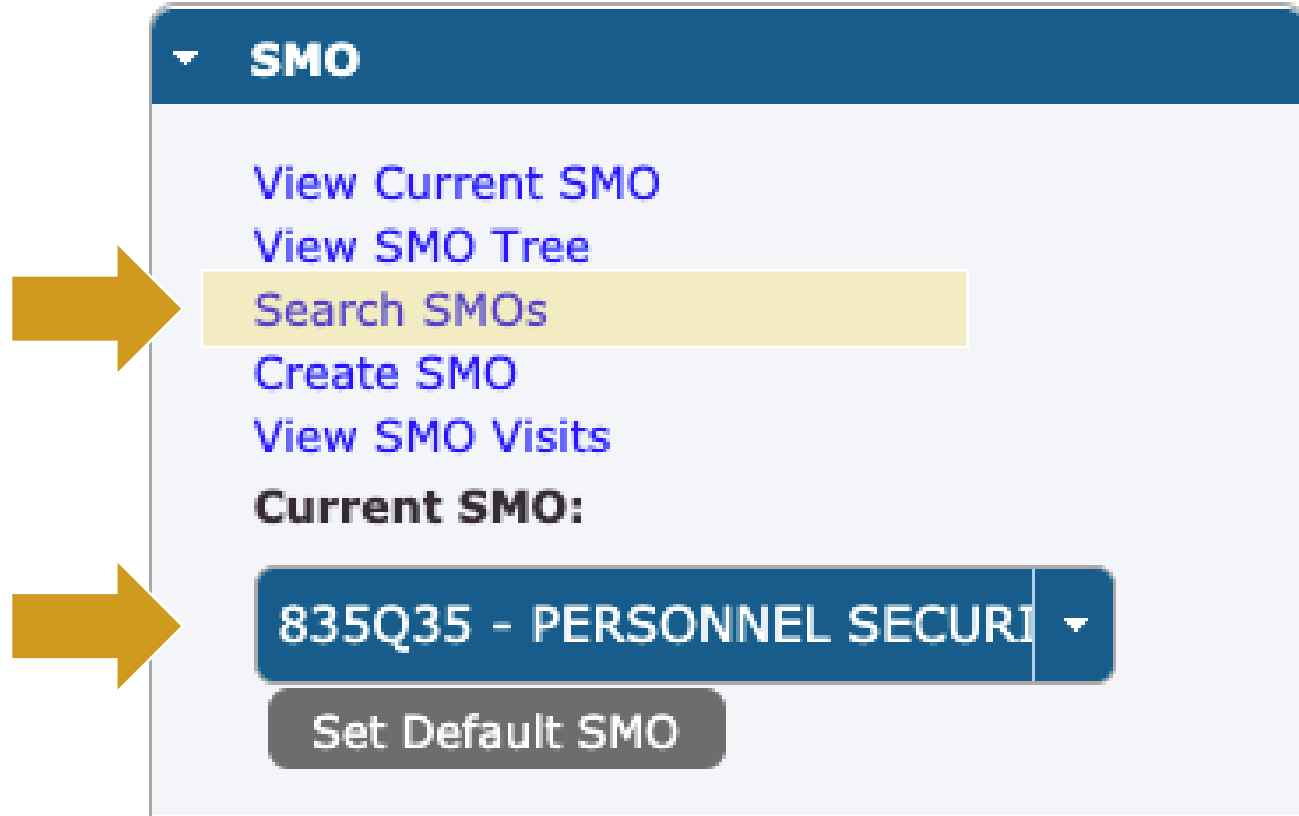 SMO
View Current SMO
View SMO Tree
Search SMOs
Create SMO
View SMO Visits
Current SMO:
835Q35 - PERSONNEL SECURI
Set Default SMO